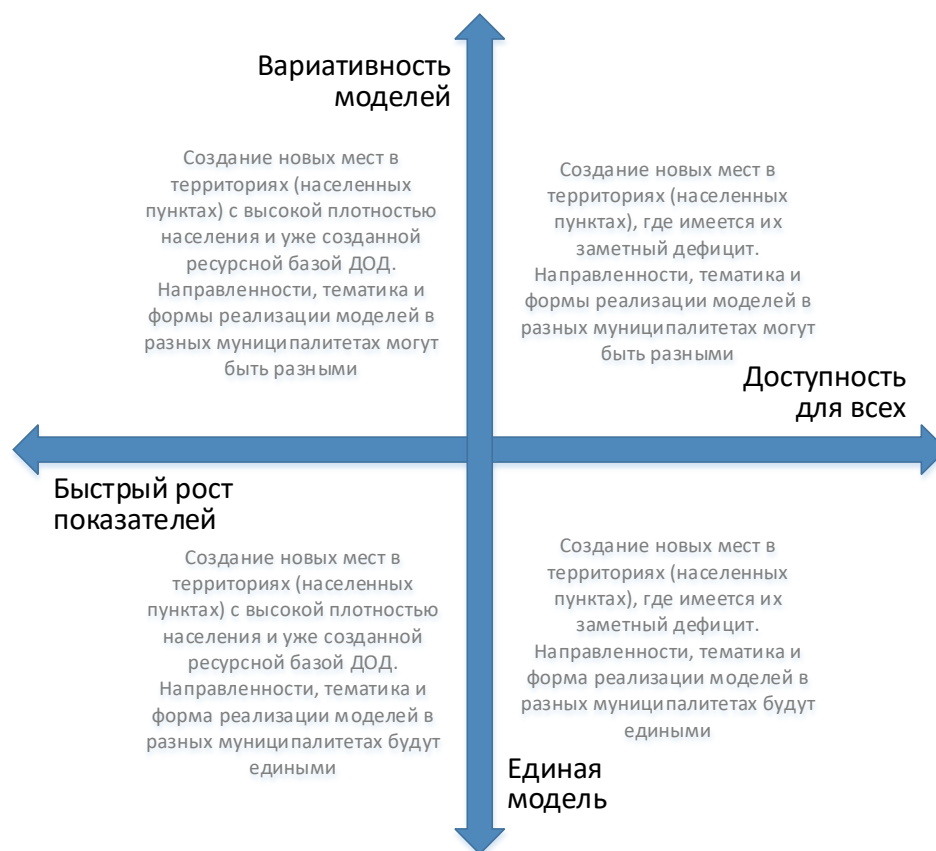 Вариативность
моделей
Создание новых мест в
территориях (населенных
пунктах) с высокой плотностью
населения и уже созданной
ресурсной базой ДОД.
Направленности, тематика и
формы реализации моделей в
разных муниципалитетах могут
быть разными
Создание новых мест в
территориях (населенных
пунктах), где имеется их
заметный дефицит.
Направленности, тематика и
формы реализации моделей в
разных муниципалитетах могут
быть разными
Доступность
для всех
Быстрый рост
показателей
Создание новых мест в
территориях (населенных
пунктах) с высокой плотностью
населения и уже созданной
ресурсной базой ДОД.
Направленности, тематика и
форма реализации моделей в
разных муниципалитетах будут
едиными
Создание новых мест в
территориях (населенных
пунктах), где имеется их
заметный дефицит.
Направленности, тематика и
форма реализации моделей в
разных муниципалитетах будут
едиными
Единая
модель